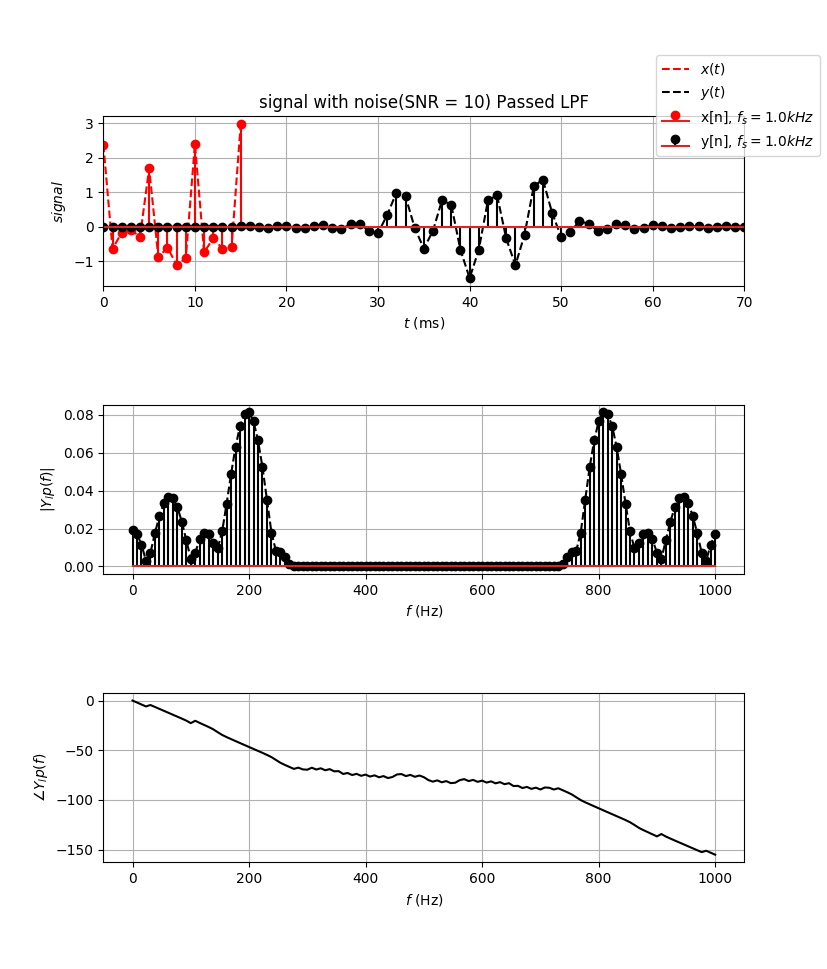 x(t)
y(t)
x[n], f_s = 1.0kHz
y[n], f_s = 1.0kHz
signal with noise(SNR = 10) Passed LPF
signal
3
2
1
0
−1
0 10 20 30 40 50 60 70
t (ms)
|Y_lp(f)|
0.08
0.06
0.04
0.02
0.00
0 200 400 600 800 1000
f (Hz)
∠Y_lp(f)
0
−50
−100
−150
0 200 400 600 800 1000
f (Hz)